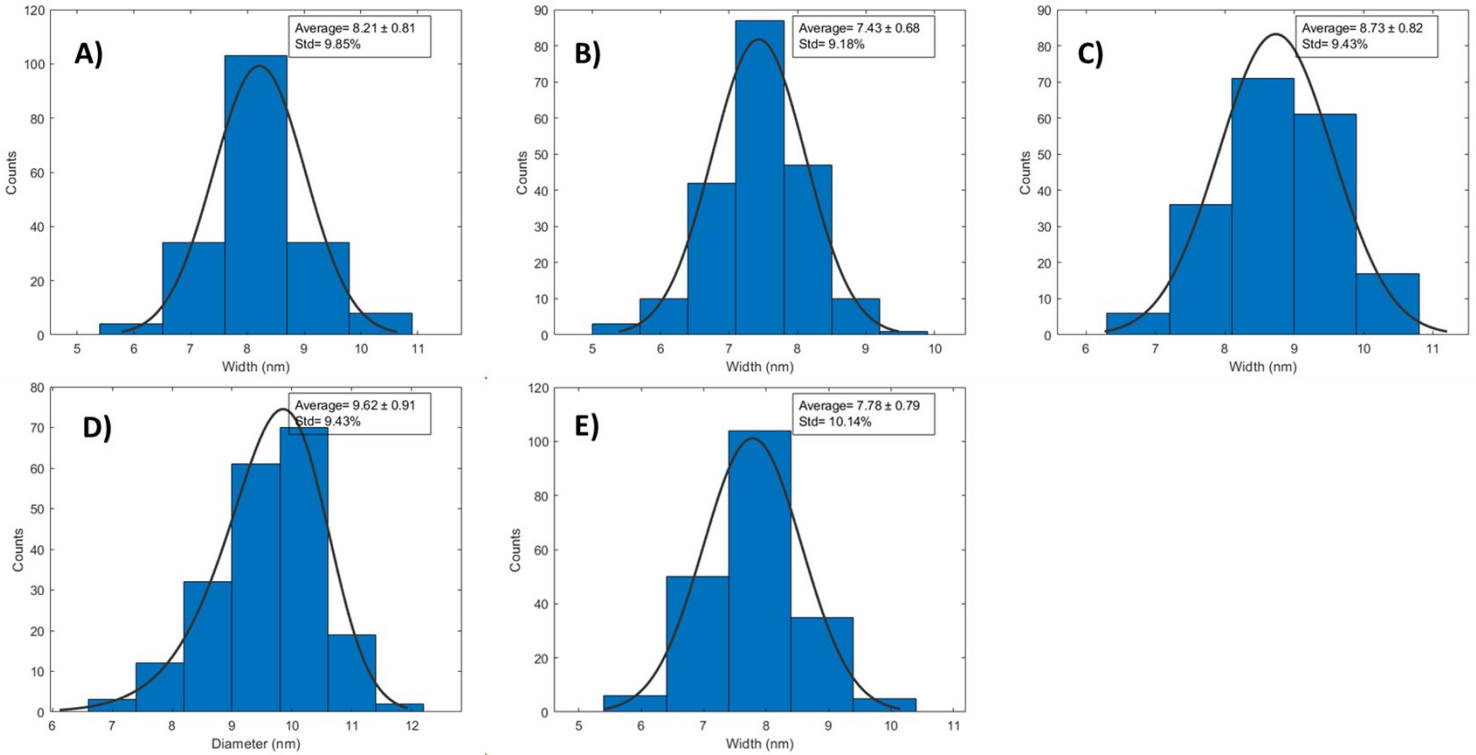 A)
Average= 8.21 ± 0.81
Std= 9.85%
120
100
80
60
40
20
0
Counts
5 6 7 8 9 10 11
Width (nm)
B)
Average= 7.43 ± 0.68
Std= 9.18%
90
80
70
60
50
40
30
20
10
0
Counts
5 6 7 8 9 10
Width (nm)
C)
Average= 8.73 ± 0.82
Std= 9.43%
90
80
70
60
50
40
30
20
10
0
Counts
6 7 8 9 10 11
Width (nm)
D)
Average= 9.62 ± 0.91
Std= 9.43%
80
70
60
50
40
30
20
10
0
Counts
6 7 8 9 10 11 12
Diameter (nm)
E)
Average= 7.78 ± 0.79
Std= 10.14%
120
100
80
60
40
20
0
Counts
5 6 7 8 9 10 11
Width (nm)